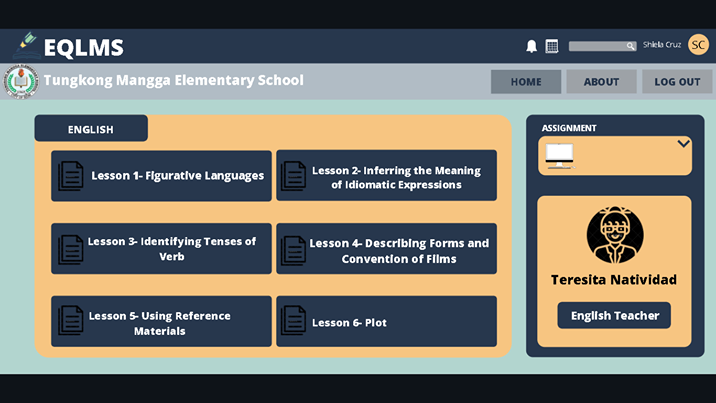 EQLMS
Shilela Cruz
SC
Tungkong Mangga Elementary School
HOME
ABOUT
LOG OUT
ENGLISH
Lesson 1- Figurative Languages
Lesson 2- Inferring the Meaning
of Idiomatic Expressions
Lesson 3- Identifying Tenses of
Verb
Lesson 4- Describing Forms and
Convention of Films
Lesson 5- Using Reference
Materials
Lesson 6- Plot
ASSIGNMENT
Teresita Natividad
English Teacher